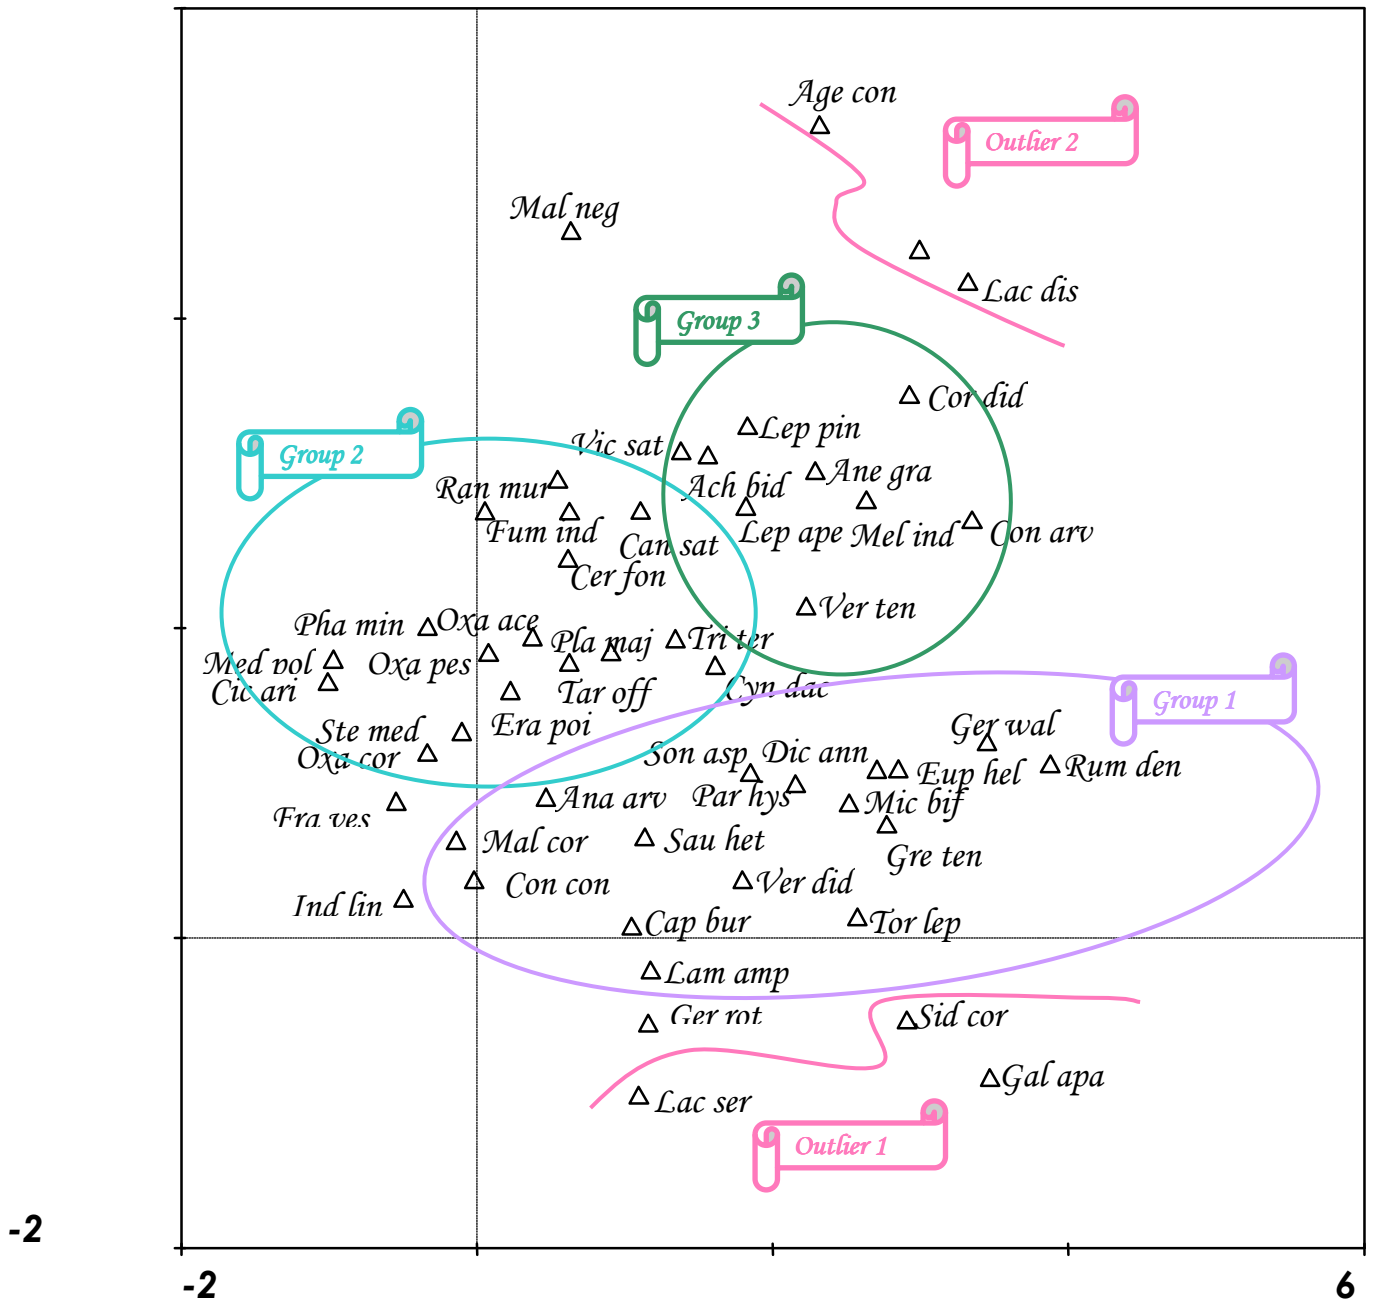 Age con
Outlier 2
Mal neg
Lac dis
Group 3
Cor did
Lep pin
Vic sat
Group 2
Ane gra
Ach bid
Ran mur
Fum ind
Lep ape
Mel ind
Con arv
Can sat
Cer fon
Ver ten
Pha min
Oxa ace
Pla maj
Tri ter
Med pol
Oxa pes
Cic ari
Tar off
Cyn dac
Group 1
Era poi
Ste med
Oxa cor
Ger wal
Son asp
Dic ann
Eup hel
Rum den
Par hys
Ana arv
Mic bif
Fra ves
Mal cor
Sau het
Gre ten
Con con
Ver did
Ind lin
Cap bur
Tor lep
Lam amp
Ger rot
Sid cor
Gal apa
Lac ser
Outlier 1
-2
-2
6